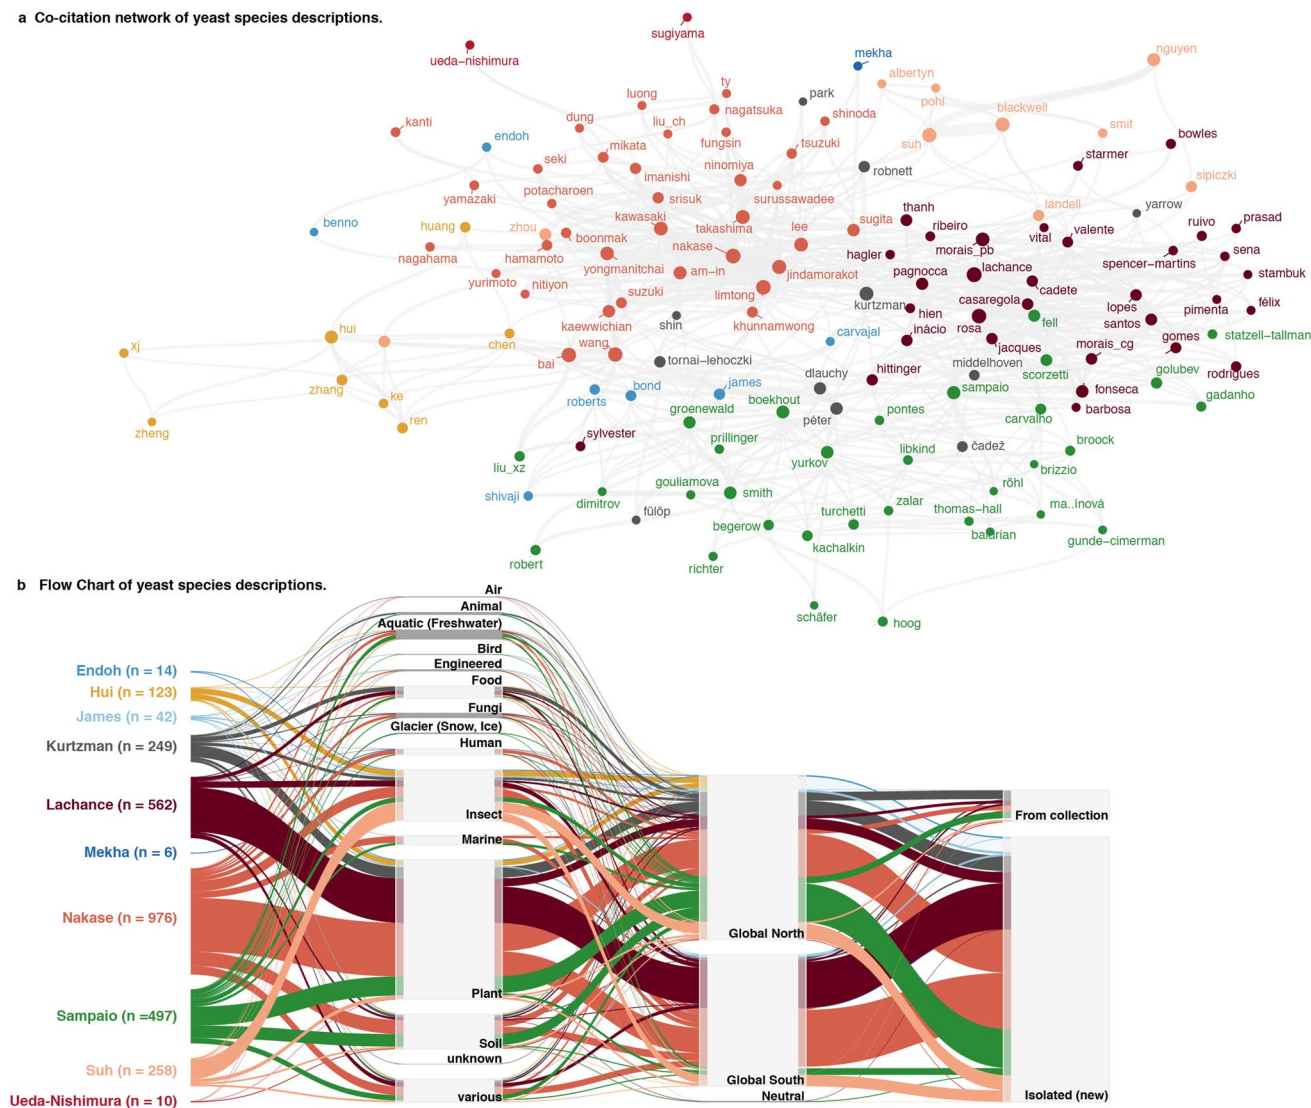 a Co-citation network of yeast species descriptions.
sugiyama
ueda-nishimura
nguyen
mekha
albertyn
pohl
ty
luong
park
nagatsuka
shinoda
blackwell
kanti
dung
liu_ch
smit
endoh
fungsin
tsuzuki
suh
bowles
mikata
starmer
seki
imanishi
ninomiya
robnett
sipiczki
yamazaki
potacharoen
srisuk
surussawadee
landell
yarrow
thanh
kawasaki
takashima
lee
sugita
ribeiro
vital
valente
ruivo
prasad
benno
huang
zhou
boonmak
nakase
hagler
morais_pb
spencer-martins
sena
nagahama
hamamoto
yongmanitchai
am-in
jindamorakot
pagnocca
lachance
stambuk
yurimoto
nitiyon
suzuki
limtong
kurtzman
casaregola
cadete
lopes
pimenta
félix
kaewwichian
shin
khunnamwong
hien
rosa
fell
santos
hui
chen
wang
carvajal
inácio
jacques
morais_cg
gomes
statzell-tallman
xj
bai
tornai-lehoczki
dlauchy
hittinger
middelhoven
scorzetti
golubev
rodrigues
zhang
ke
roberts
bond
james
sampaio
fonseca
gadanho
ren
groenewald
boekhout
péter
pontes
carvalho
barbosa
zheng
sylvester
prillinger
yurkov
libkind
čadež
broock
liu_xz
brizzio
shivaji
dimitrov
gouliamova
smith
zalar
röhl
fülöp
begerow
turchetti
thomas-hall
ma..ínová
kachalkin
baldrian
gunde-cimerman
robert
richter
schäfer
hoog
b Flow Chart of yeast species descriptions.
Air
Animal
Aquatic (Freshwater)
Bird
Engineered
Food
Fungi
Glacier (Snow, Ice)
Human
Insect
Marine
Plant
Soil
unknown
various
Endoh (n = 14)
Hui (n = 123)
James (n = 42)
Kurtzman (n = 249)
Lachance (n = 562)
Mekha (n = 6)
Nakase (n = 976)
Sampaio (n =497)
Suh (n = 258)
Ueda-Nishimura (n = 10)
Global North
Global South
Neutral
From collection
Isolated (new)